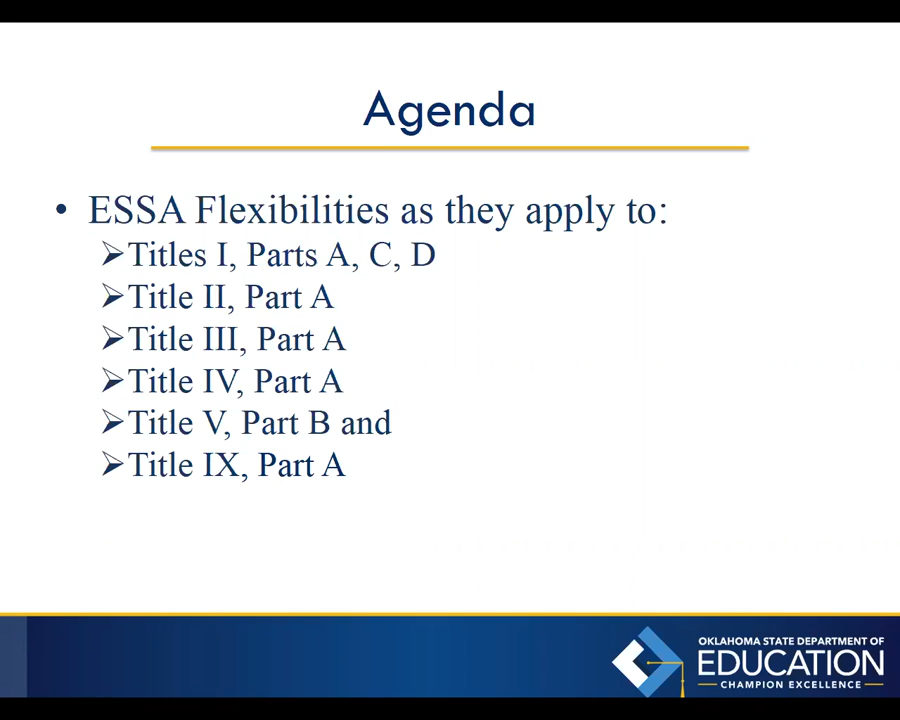 Agenda
• ESSA Flexibilities as they apply to:
➢Titles I, Parts A, C, D
➢Title II, Part A
➢Title III, Part A
➢Title IV, Part A
➢Title V, Part B and
➢Title IX, Part A
OKLAHOMA STATE DEPARTMENT OF
EDUCATION
CHAMPION EXCELLENCE